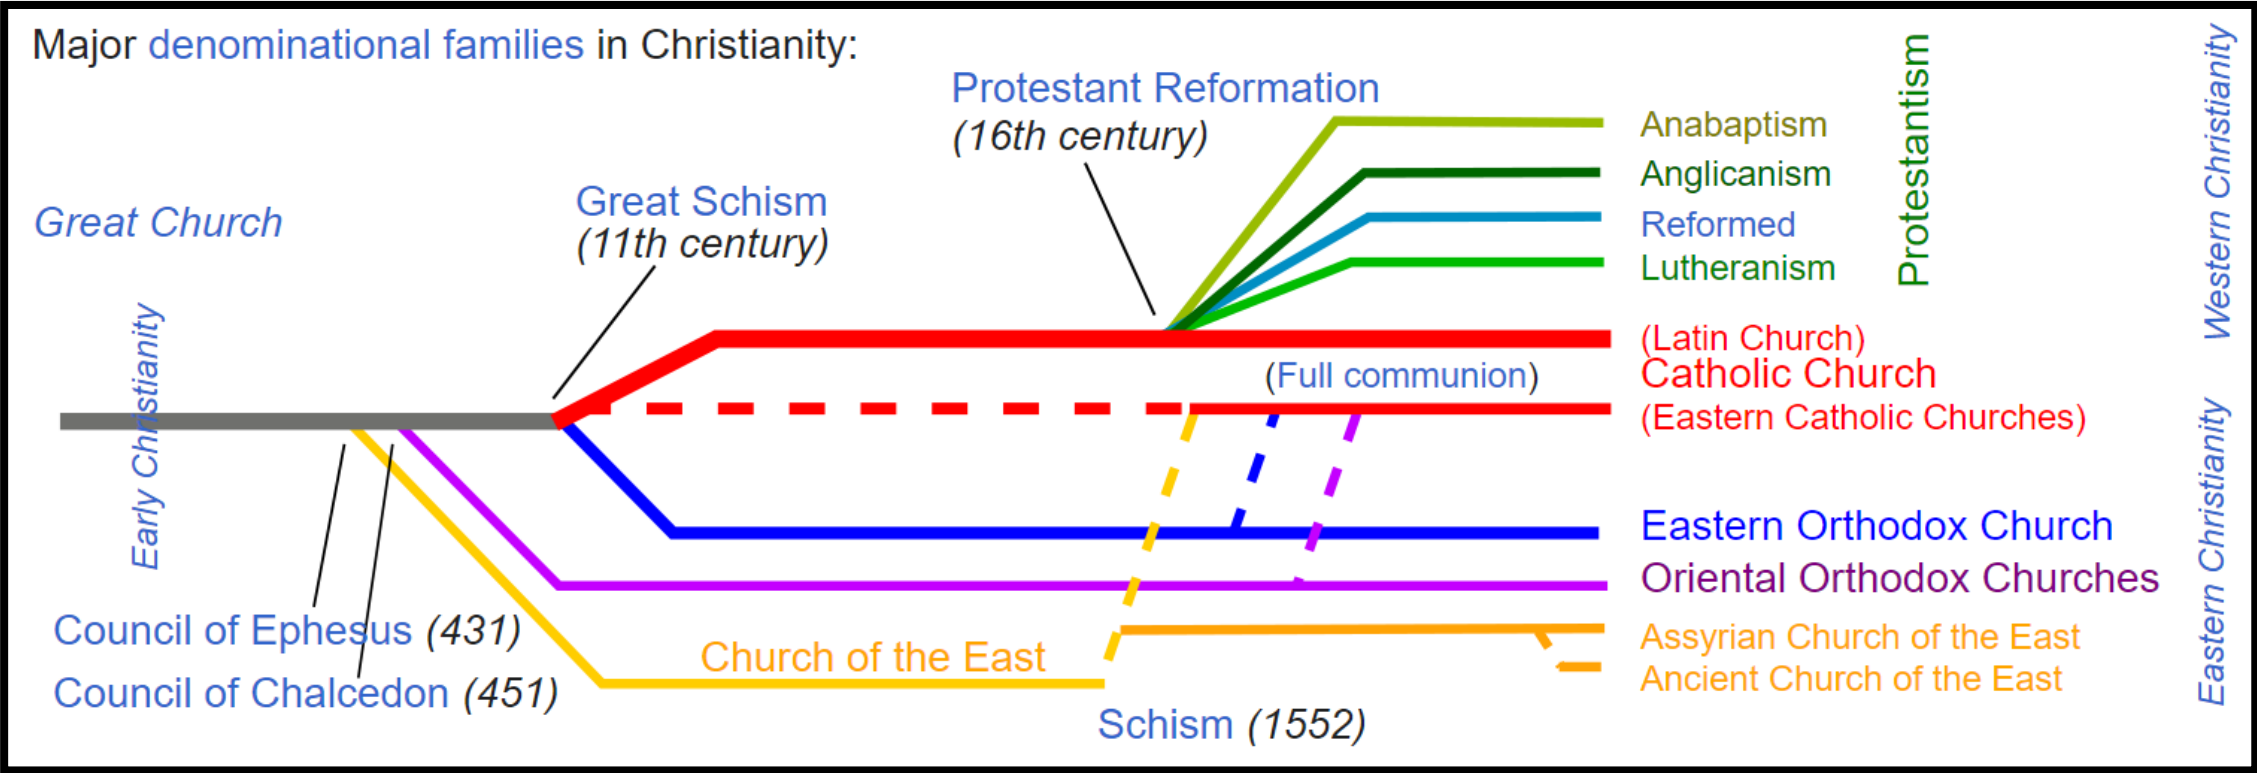 Major denominational families in Christianity:
Protestant Reformation
(16th century)
Great Schism
(11th century)
Great Church
Early Christianity
Council of Ephesus (431)
Council of Chalcedon (451)
Church of the East
Schism (1552)
(Full communion)
Anabaptism
Anglicanism
Reformed
Lutheranism
Protestantism
(Latin Church)
Catholic Church
(Eastern Catholic Churches)
Eastern Orthodox Church
Oriental Orthodox Churches
Assyrian Church of the East
Ancient Church of the East
Western Christianity
Eastern Christianity